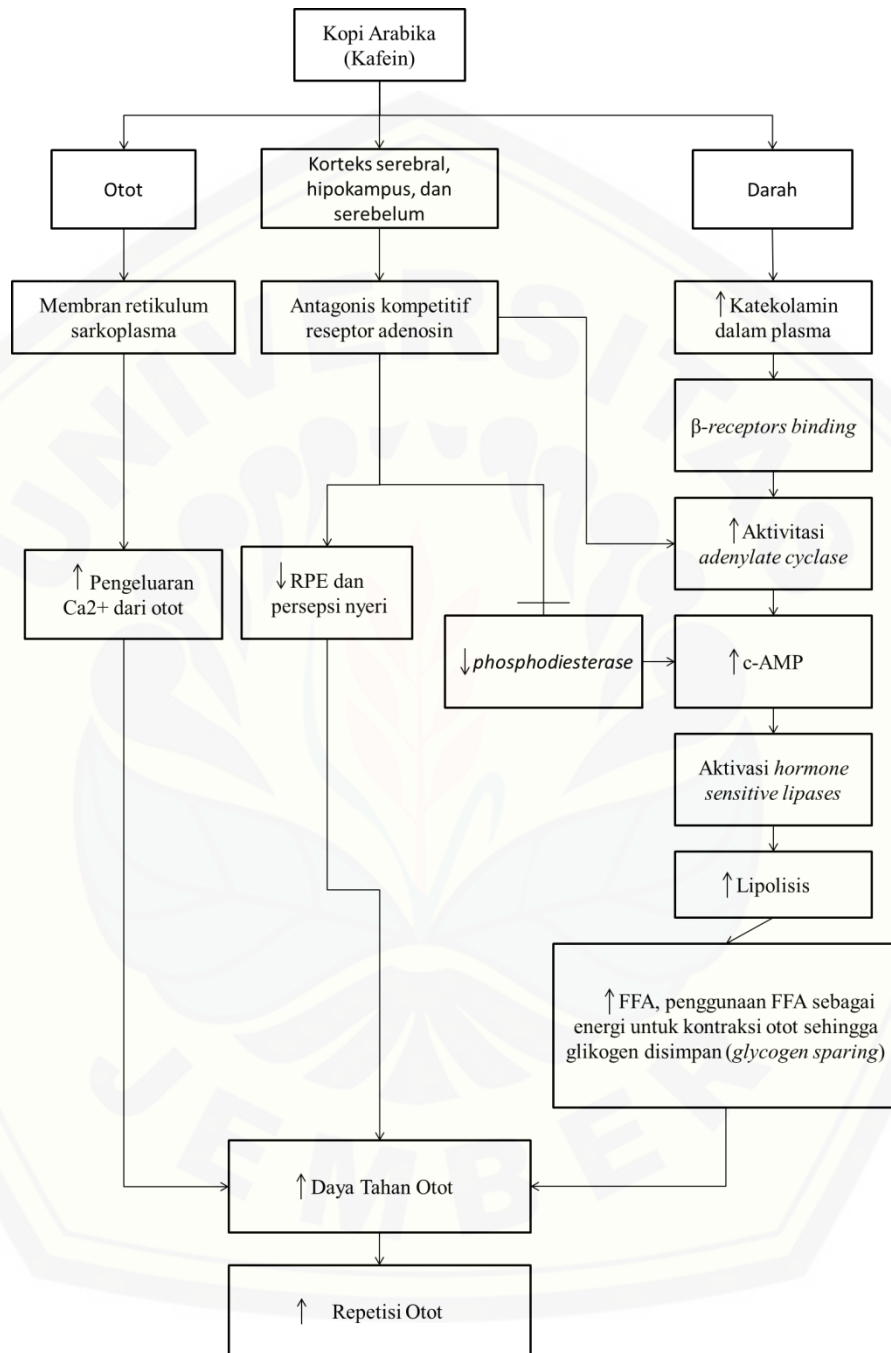 Kopi Arabika
(Kafein)
Otot
Korteks serebral,
hipokampus, dan
serebelum
Darah
Membran retikulum
sarkoplasma
Antagonis kompetitif
reseptor adenosin
↑ Katekolamin
dalam plasma
β-receptors binding
↑ Aktivitasi
adenylate cyclase
↑ Pengeluaran
Ca2+ dari otot
↓ RPE dan
persepsi nyeri
↓ phosphodiesterase
↑ c-AMP
Aktivasi hormone
sensitive lipases
↑ Lipolisis
↑ FFA, penggunaan FFA sebagai
energi untuk kontraksi otot sehingga
glikogen disimpan (glycogen sparing)
↑ Daya Tahan Otot
↑ Repetisi Otot
UNIVERSITAS
JEMBER